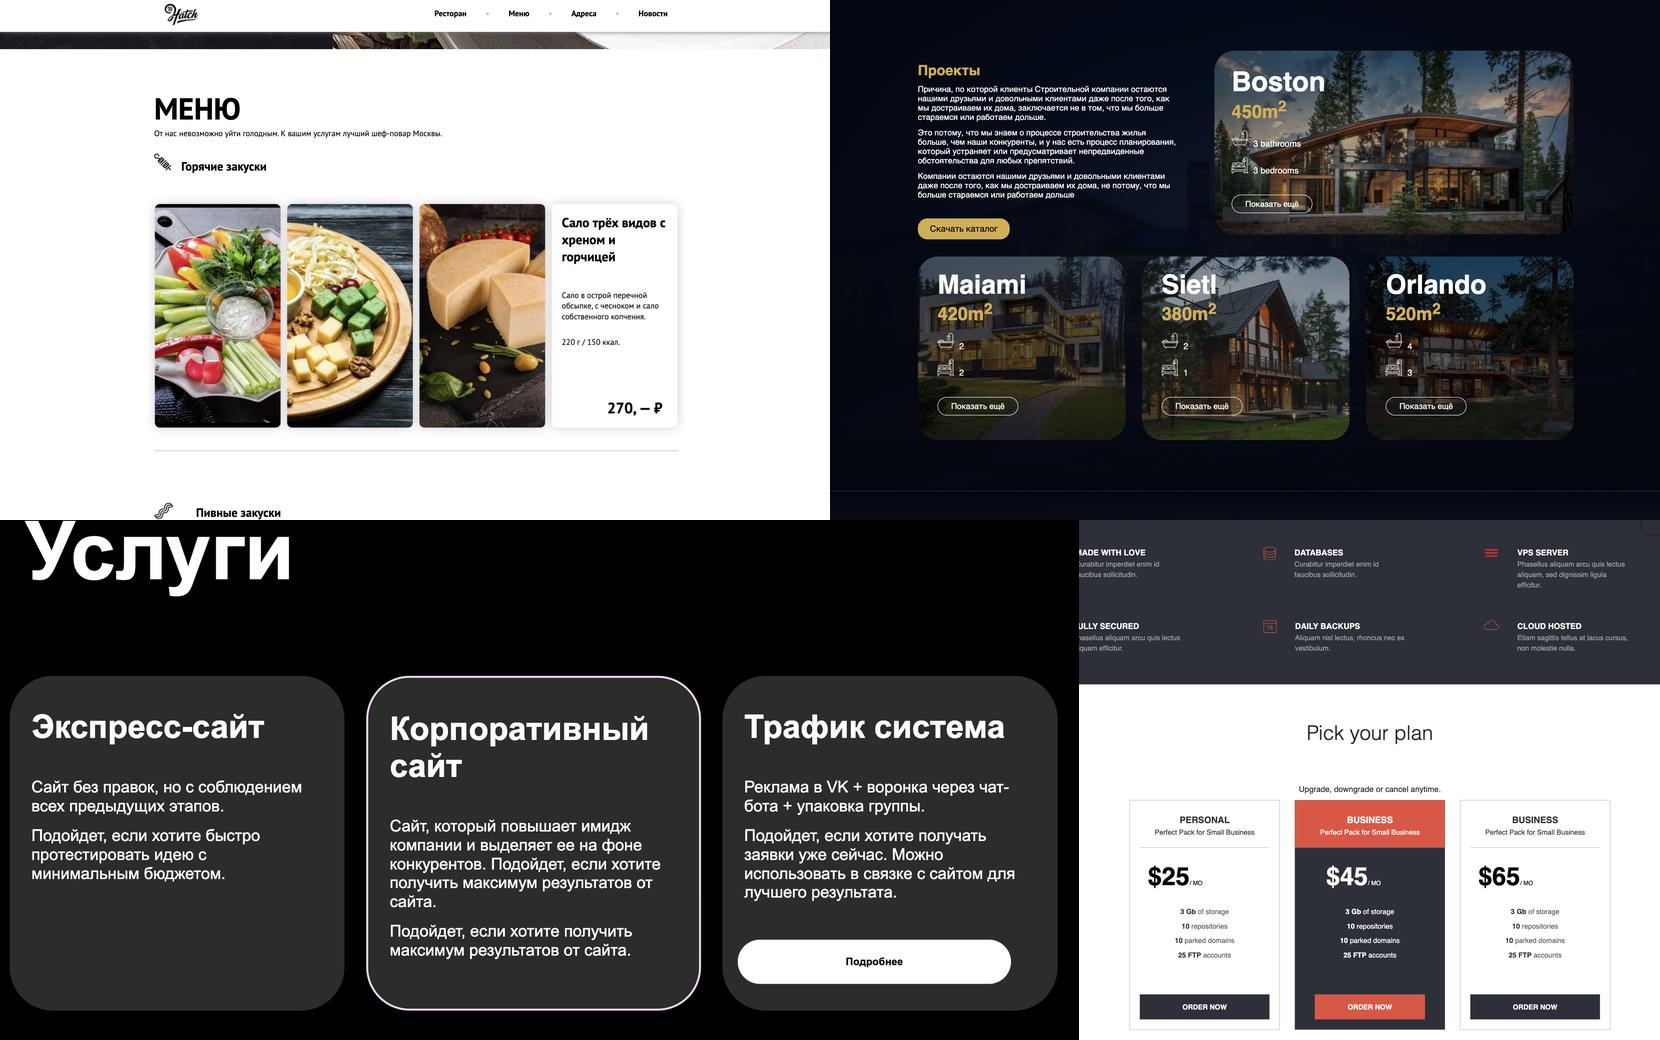 Hatch
Ресторан • Меню • Адреса • Новости
МЕНЮ
От нас невозможно уйти голодным. К вашим услугам лучший шеф-повар Москвы.
Горячие закуски
Сало трёх видов с
хреном и
горчицей
Сало в острой перечной
обсыпке, с чесноком и сало
собственного копчения.
220 г / 150 ккал.
270, – ₽
Пивные закуски
Проекты
Причина, по которой клиенты Строительной компании остаются
нашими друзьями и довольными клиентами даже после того, как
мы достраиваем их дома, заключается не в том, что мы больше
стараемся или работаем дольше.
Это потому, что мы знаем о процессе строительства жилья
больше, чем наши конкуренты, и у нас есть процесс планирования,
который устраняет или предусматривает непредвиденные
обстоятельства для любых препятствий.
Компании остаются нашими друзьями и довольными клиентами
даже после того, как мы достраиваем их дома, не потому, что мы
больше стараемся или работаем дольше
Скачать каталог
Boston
450m²
3 bathrooms
3 bedrooms
Показать ещё
Maiami
420m²
2
2
Показать ещё
Sietl
380m²
2
1
Показать ещё
Orlando
520m²
4
3
Показать ещё
Услуги
Экспресс-сайт
Сайт без правок, но с соблюдением
всех предыдущих этапов.
Подойдет, если хотите быстро
протестировать идею с
минимальным бюджетом.
Корпоративный
сайт
Сайт, который повышает имидж
компании и выделяет ее на фоне
конкурентов. Подойдет, если хотите
получить максимум результатов от
сайта.
Подойдет, если хотите получить
максимум результатов от сайта.
Трафик система
Реклама в VK + воронка через чат-
бота + упаковка группы.
Подойдет, если хотите получать
заявки уже сейчас. Можно
использовать в связке с сайтом для
лучшего результата.
Подробнее
MADE WITH LOVE
Curabitur imperdiet enim id
faucibus sollicitudin.
DATABASES
Curabitur imperdiet enim id
faucibus sollicitudin.
VPS SERVER
Phasellus aliquam arcu quis lectus
aliquam, sed dignissim ligula
efficitur.
ULLY SECURED
hasellus aliquam arcu quis lectus
quam efficitur.
DAILY BACKUPS
Aliquam nisl lectus, rhoncus nec ex
vestibulum.
CLOUD HOSTED
Etiam sagittis tellus at lacus cursus,
non molestie nulla.
Pick your plan
Upgrade, downgrade or cancel anytime.
PERSONAL
Perfect Pack for Small Business
$25/ MO
3 Gb of storage
10 repositories
10 parked domains
25 FTP accounts
ORDER NOW
BUSINESS
Perfect Pack for Small Business
$45/ MO
3 Gb of storage
10 repositories
10 parked domains
25 FTP accounts
ORDER NOW
BUSINESS
Perfect Pack for Small Business
$65/ MO
3 Gb of storage
10 repositories
10 parked domains
25 FTP accounts
ORDER NOW